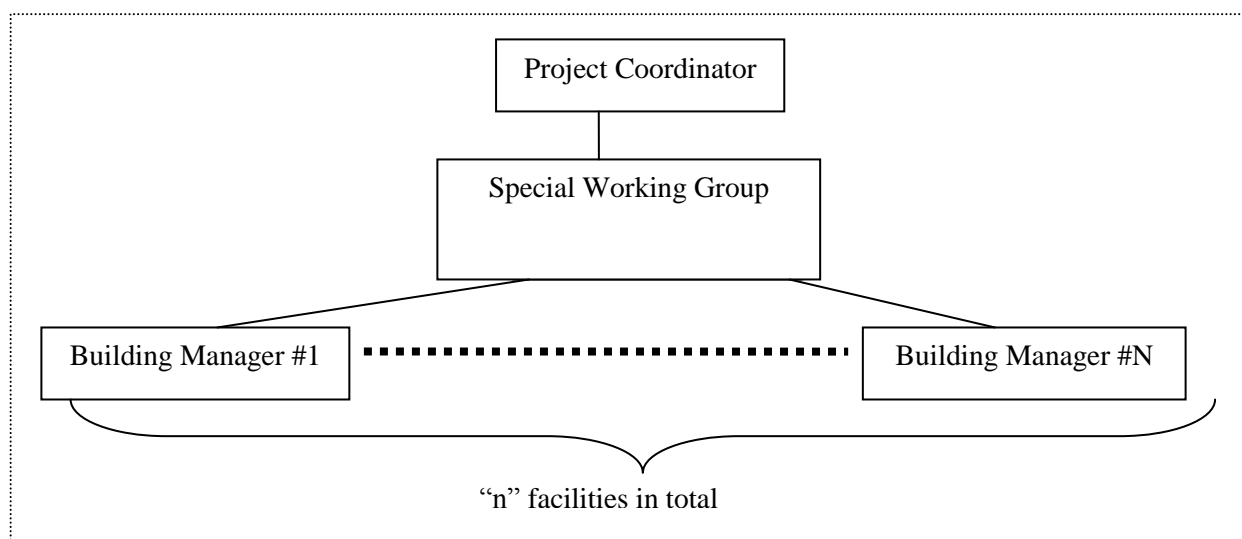 Project Coordinator
Special Working Group
Building Manager #1
Building Manager #N
“n” facilities in total